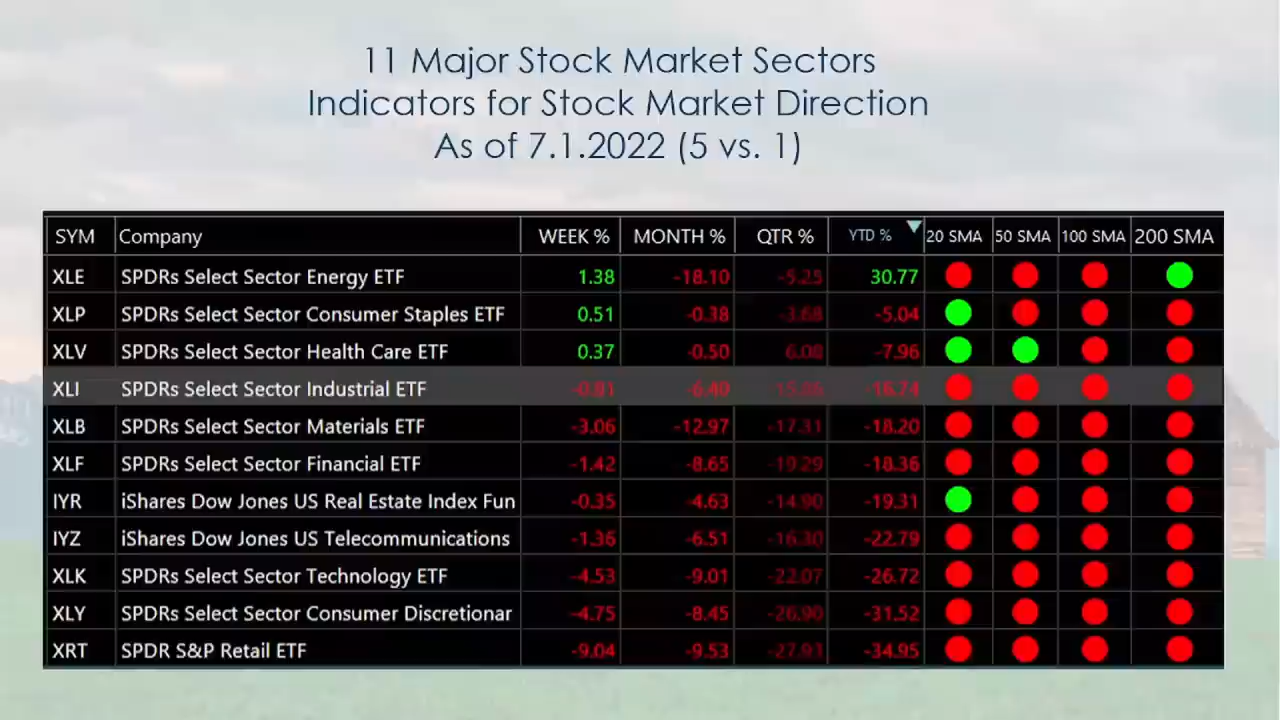 11 Major Stock Market Sectors
Indicators for Stock Market Direction
As of 7.1.2022 (5 vs. 1)
SYM Company WEEK % MONTH % QTR % YTD % 20 SMA 50 SMA 100 SMA 200 SMA
XLE SPDRs Select Sector Energy ETF 1.38 -18.10 -5.25 30.77
XLP SPDRs Select Sector Consumer Staples ETF 0.51 -0.38 -3.68 -5.04
XLV SPDRs Select Sector Health Care ETF 0.37 -0.50 -7.96
XLI SPDRs Select Sector Industrial ETF -0.81 -6.40 -16.74
XLB SPDRs Select Sector Materials ETF -3.06 -12.97 -17.31 -18.20
XLF SPDRs Select Sector Financial ETF -1.42 -8.65 -19.29 -18.36
IYR iShares Dow Jones US Real Estate Index Fun -0.35 -4.63 -14.90 -19.31
IYZ iShares Dow Jones US Telecommunications -1.36 -6.51 -16.30 -22.79
XLK SPDRs Select Sector Technology ETF -4.53 -9.01 -22.07 -26.72
XLY SPDRs Select Sector Consumer Discretionar -4.75 -8.45 -26.90 -31.52
XRT SPDR S&P Retail ETF -9.04 -9.53 -27.91 -34.95